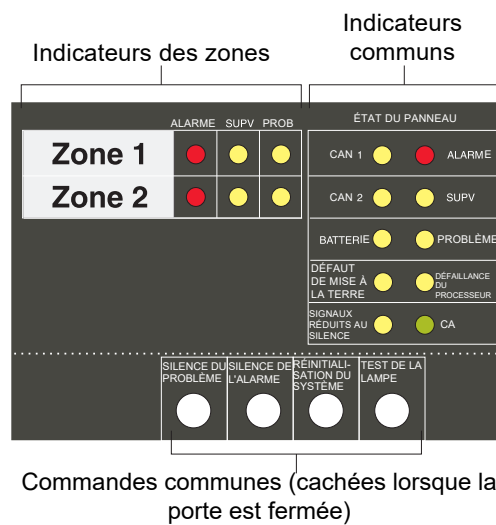 Indicateurs des zones
Indicateurs
communs
ALARME SUPV PROB
Zone 1
Zone 2
ÉTAT DU PANNEAU
CAN 1
ALARME
CAN 2
SUPV
BATTERIE
PROBLÈME
DÉFAUT
DE MISE À
LA TERRE
DÉFAILLANCE
DU
PROCESSEUR
SIGNAUX
RÉDUITS AU
SILENCE
CA
SILENCE DU
PROBLÈME
SILENCE DE
L'ALARME
RÉINITIALI-
SATION DU
SYSTÈME
TEST DE LA
LAMPE
Commandes communes (cachées lorsque la
porte est fermée)